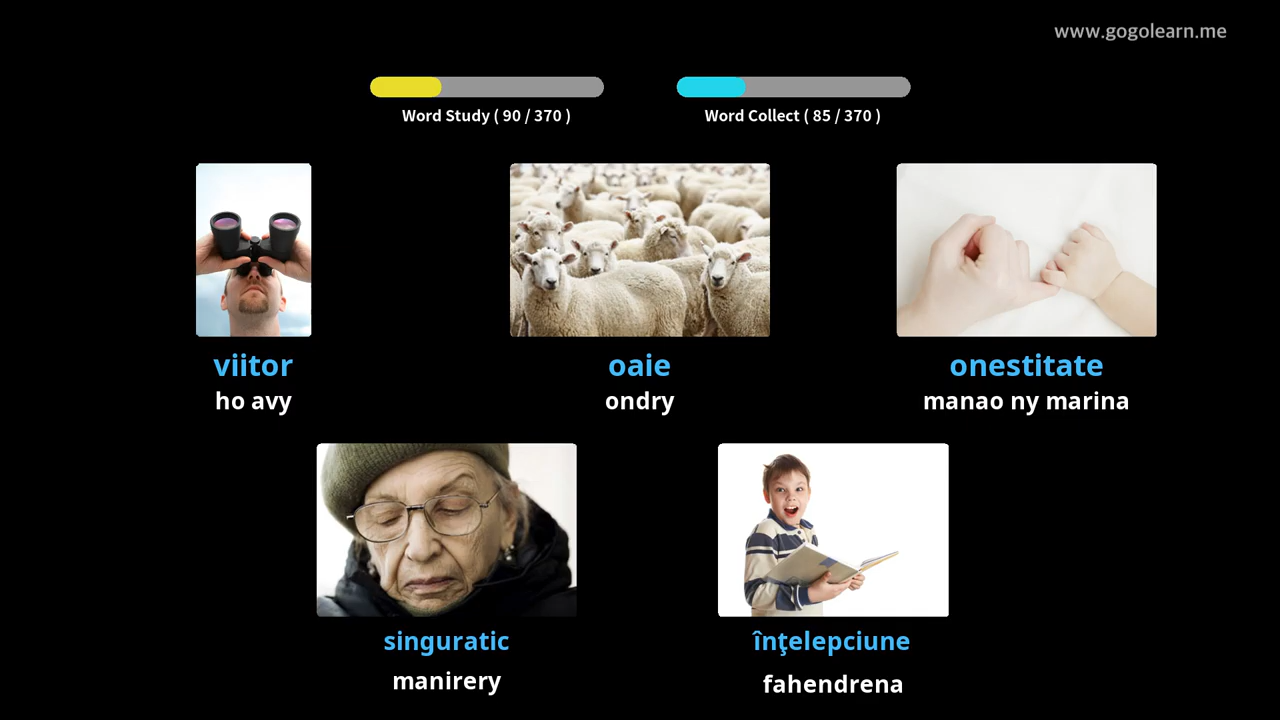 www.gogolearn.me
Word Study ( 90 / 370 )
Word Collect ( 85 / 370 )
viitor
ho avy
oaie
ondry
onestitate
manao ny marina
singuratic
manirery
înţelepciune
fahendrena